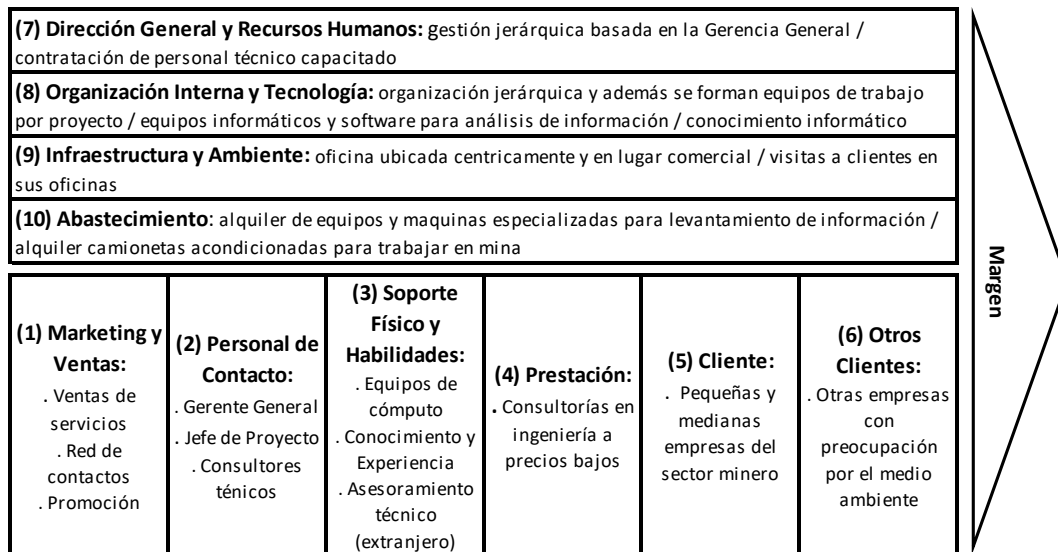 (7) Dirección General y Recursos Humanos: gestión jerárquica basada en la Gerencia General /
contratación de personal técnico capacitado
(8) Organización Interna y Tecnología: organización jerárquica y además se forman equipos de trabajo
por proyecto / equipos informáticos y software para análisis de información / conocimiento informático
(9) Infraestructura y Ambiente: oficina ubicada centricamente y en lugar comercial / visitas a clientes en
sus oficinas
(10) Abastecimiento: alquiler de equipos y maquinas especializadas para levantamiento de información /
alquiler camionetas acondicionadas para trabajar en mina
(1) Marketing y
Ventas:
. Ventas de
servicios
. Red de
contactos
. Promoción
(2) Personal de
Contacto:
. Gerente General
. Jefe de Proyecto
. Consultores
ténicos
(3) Soporte
Físico y
Habilidades:
. Equipos de
cómputo
. Conocimiento y
Experiencia
. Asesoramiento
técnico
(extranjero)
(4) Prestación:
. Consultorías en
ingeniería a
precios bajos
(5) Cliente:
. Pequeñas y
medianas
empresas del
sector minero
(6) Otros
Clientes:
. Otras empresas
con
preocupación
por el medio
ambiente
Margen